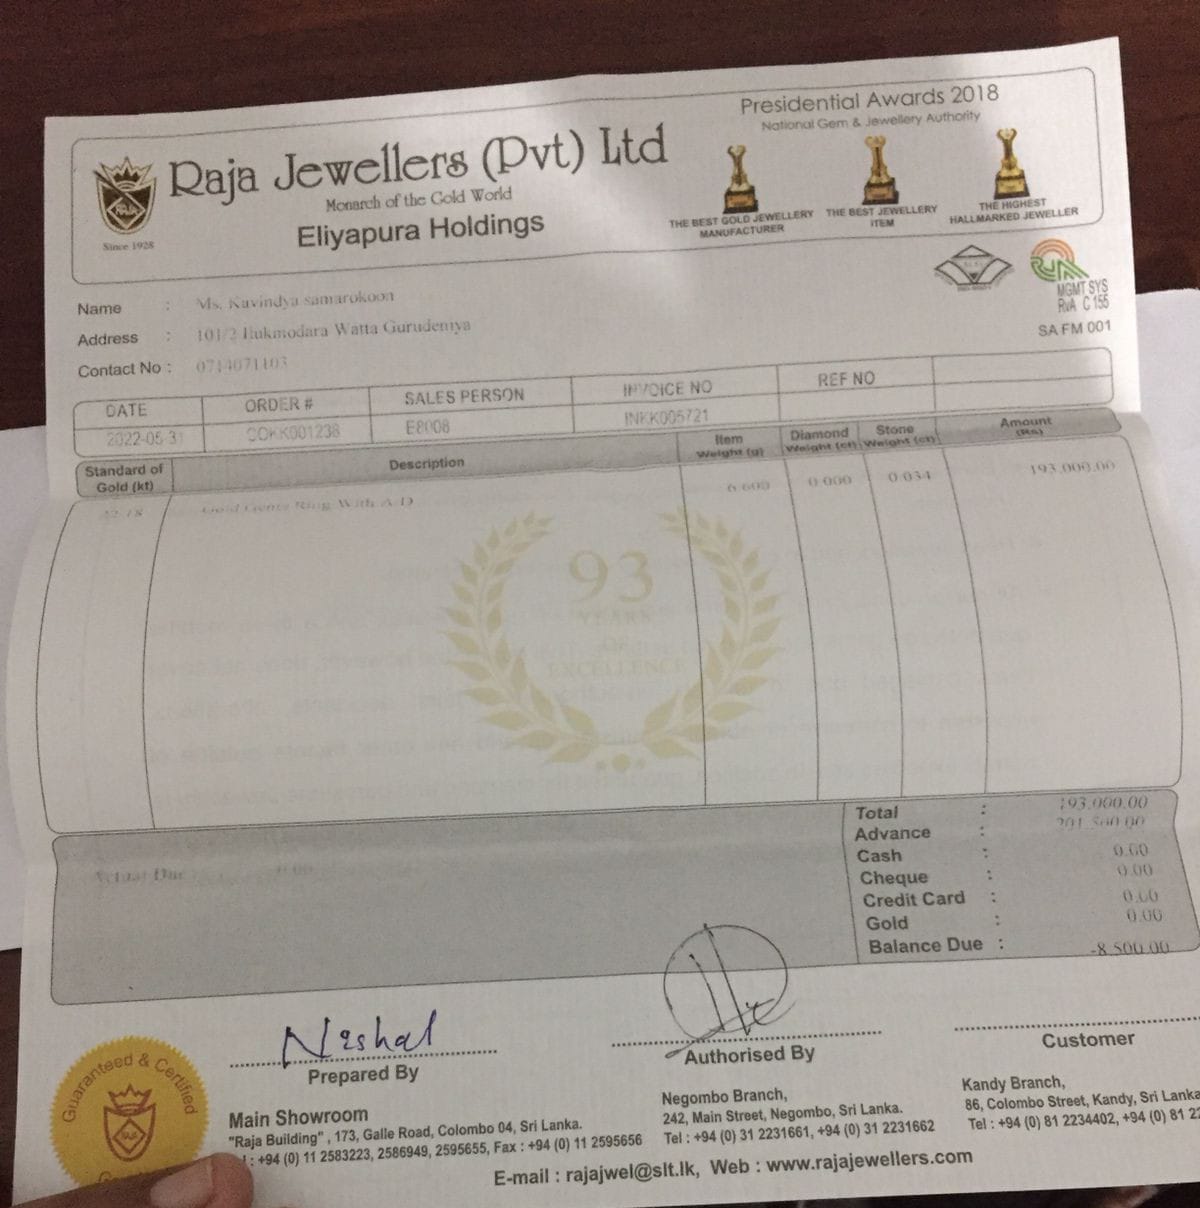 Presidential Awards 2018
National Gem & Jewellery Authority
Raja Jewellers (Pvt) Ltd
Monarch of the Gold World
Eliyapura Holdings
RAJA
Since 1928
THE BEST GOLD JEWELLERY MANUFACTURER
THE BEST JEWELLERY ITEM
THE HIGHEST HALLMARKED JEWELLER
RvA
MGMT SYS
RvA C 155
SA FM 001
Name : Ms. Kavindya samarokoon
Address : 101/2 Ilukmodara Watta Gurudeniya
Contact No : 0714071103
DATE ORDER # SALES PERSON INVOICE NO REF NO
2022-05-31 COKK001238 E8008 INKK005721
Standard of Gold (kt) Description Item Weight (g) Diamond Weight (ct) Stone Weight (ct) Amount (Rs)
Gold Gents Ring With A/D 6.600 0.000 0.034 193,000.00
93
YEARS
OF
EXCELLENCE
Total : 193,000.00
Advance : 201,500.00
Cash : 0.00
Cheque : 0.00
Credit Card : 0.00
Gold : 0.00
Balance Due : -8,500.00
Actual Due 0.00
Nishal
Prepared By
Authorised By
Customer
Guaranteed & Certified
RAJA
Main Showroom
"Raja Building" , 173, Galle Road, Colombo 04, Sri Lanka.
: +94 (0) 11 2583223, 2586949, 2595655, Fax : +94 (0) 11 2595656
Negombo Branch,
242, Main Street, Negombo, Sri Lanka.
Tel : +94 (0) 31 2231661, +94 (0) 31 2231662
Kandy Branch,
86, Colombo Street, Kandy, Sri Lanka
Tel : +94 (0) 81 2234402, +94 (0) 81 22
E-mail : rajajwel@slt.lk, Web : www.rajajewellers.com